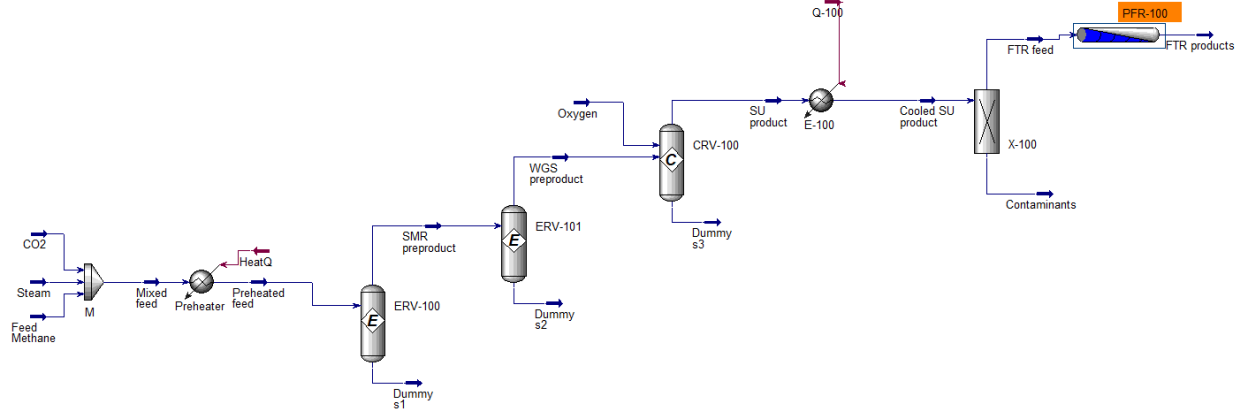 Q-100
PFR-100
FTR feed
FTR products
Oxygen
SU
product
E-100
Cooled SU
product
CRV-100
C
X-100
WGS
preproduct
Contaminants
SMR
preproduct
ERV-101
E
Dummy
s3
CO2
HeatQ
Steam
Mixed
feed
Preheater
Preheated
feed
M
ERV-100
E
Feed
Methane
Dummy
s2
Dummy
s1